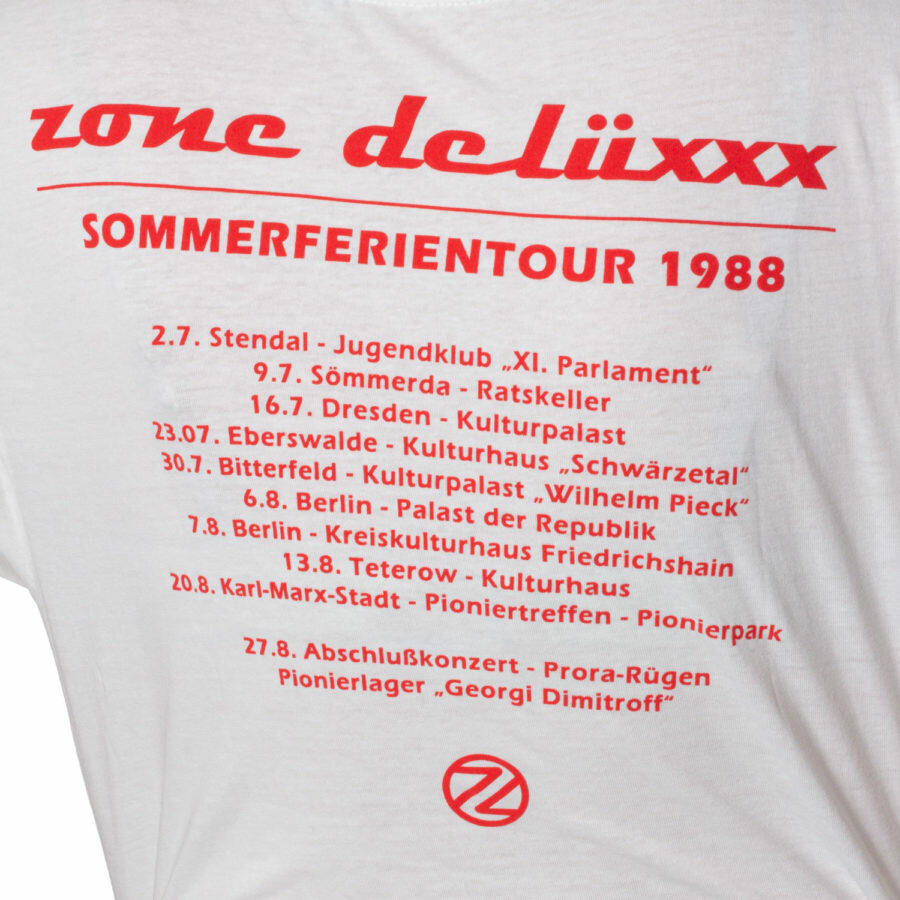 zone delüxxx
SOMMERFERIENTOUR 1988
2.7. Stendal - Jugendklub „XI. Parlament“
9.7. Sömmerda - Ratskeller
16.7. Dresden - Kulturpalast
23.07. Eberswalde - Kulturhaus „Schwärzetal“
30.7. Bitterfeld - Kulturpalast „Wilhelm Pieck“
6.8. Berlin - Palast der Republik
7.8. Berlin - Kreiskulturhaus Friedrichshain
13.8. Teterow - Kulturhaus
20.8. Karl-Marx-Stadt - Pioniertreffen - Pionierpark
27.8. Abschlußkonzert - Prora-Rügen
Pionierlager „Georgi Dimitroff“
Z